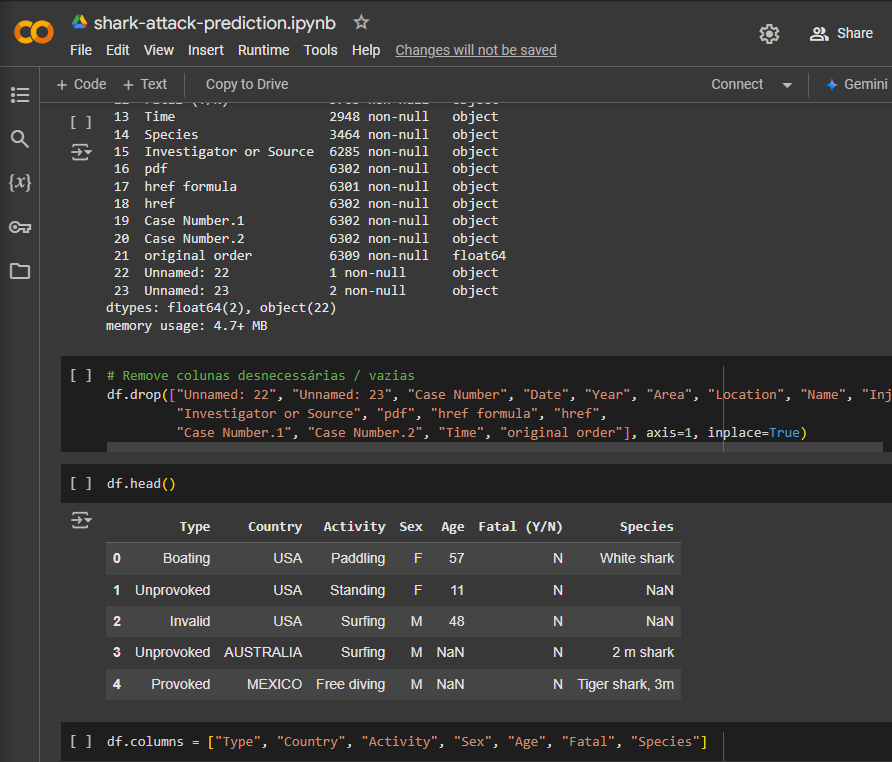 shark-attack-prediction.ipynb
File Edit View Insert Runtime Tools Help Changes will not be saved
Share
+ Code + Text Copy to Drive
Connect
Gemini
[ ]
13 Time 2948 non-null object
14 Species 3464 non-null object
15 Investigator or Source 6285 non-null object
16 pdf 6302 non-null object
17 href formula 6301 non-null object
18 href 6302 non-null object
19 Case Number.1 6302 non-null object
20 Case Number.2 6302 non-null object
21 original order 6309 non-null float64
22 Unnamed: 22 1 non-null object
23 Unnamed: 23 2 non-null object
dtypes: float64(2), object(22)
memory usage: 4.7+ MB
{x}
[ ] # Remove colunas desnecessárias / vazias
df.drop(["Unnamed: 22", "Unnamed: 23", "Case Number", "Date", "Year", "Area", "Location", "Name", "Inj
"Investigator or Source", "pdf", "href formula", "href",
"Case Number.1", "Case Number.2", "Time", "original order"], axis=1, inplace=True)
[ ] df.head()
Type Country Activity Sex Age Fatal (Y/N) Species
0 Boating USA Paddling F 57 N White shark
1 Unprovoked USA Standing F 11 N NaN
2 Invalid USA Surfing M 48 N NaN
3 Unprovoked AUSTRALIA Surfing M NaN N 2 m shark
4 Provoked MEXICO Free diving M NaN N Tiger shark, 3m
[ ] df.columns = ["Type", "Country", "Activity", "Sex", "Age", "Fatal", "Species"]